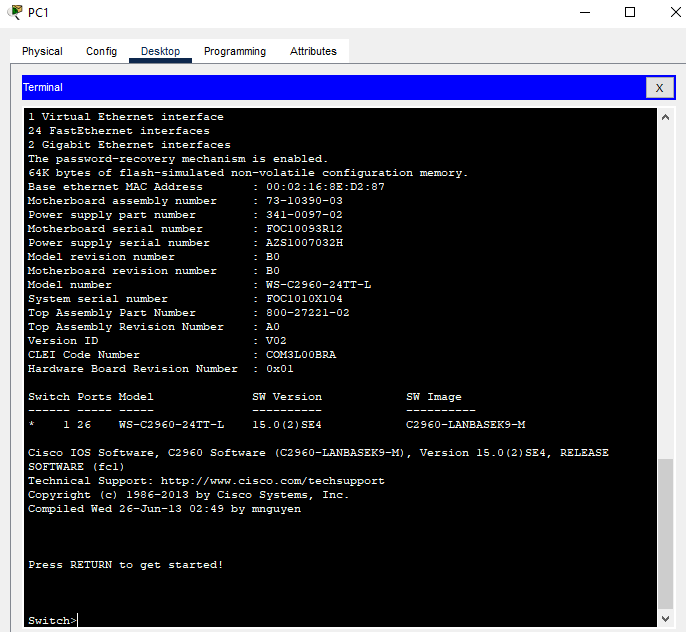 PC1
Physical Config Desktop Programming Attributes
Terminal
X
1 Virtual Ethernet interface
24 FastEthernet interfaces
2 Gigabit Ethernet interfaces
The password-recovery mechanism is enabled.
64K bytes of flash-simulated non-volatile configuration memory.
Base ethernet MAC Address : 00:02:16:8E:D2:87
Motherboard assembly number : 73-10390-03
Power supply part number : 341-0097-02
Motherboard serial number : FOC10093R12
Power supply serial number : AZS1007032H
Model revision number : B0
Motherboard revision number : B0
Model number : WS-C2960-24TT-L
System serial number : FOC1010X104
Top Assembly Part Number : 800-27221-02
Top Assembly Revision Number : A0
Version ID : V02
CLEI Code Number : COM3L00BRA
Hardware Board Revision Number : 0x01
Switch Ports Model SW Version SW Image
------ ----- ----- ---------- ----------
* 1 26 WS-C2960-24TT-L 15.0(2)SE4 C2960-LANBASEK9-M
Cisco IOS Software, C2960 Software (C2960-LANBASEK9-M), Version 15.0(2)SE4, RELEASE
SOFTWARE (fc1)
Technical Support: http://www.cisco.com/techsupport
Copyright (c) 1986-2013 by Cisco Systems, Inc.
Compiled Wed 26-Jun-13 02:49 by mnguyen
Press RETURN to get started!
Switch>